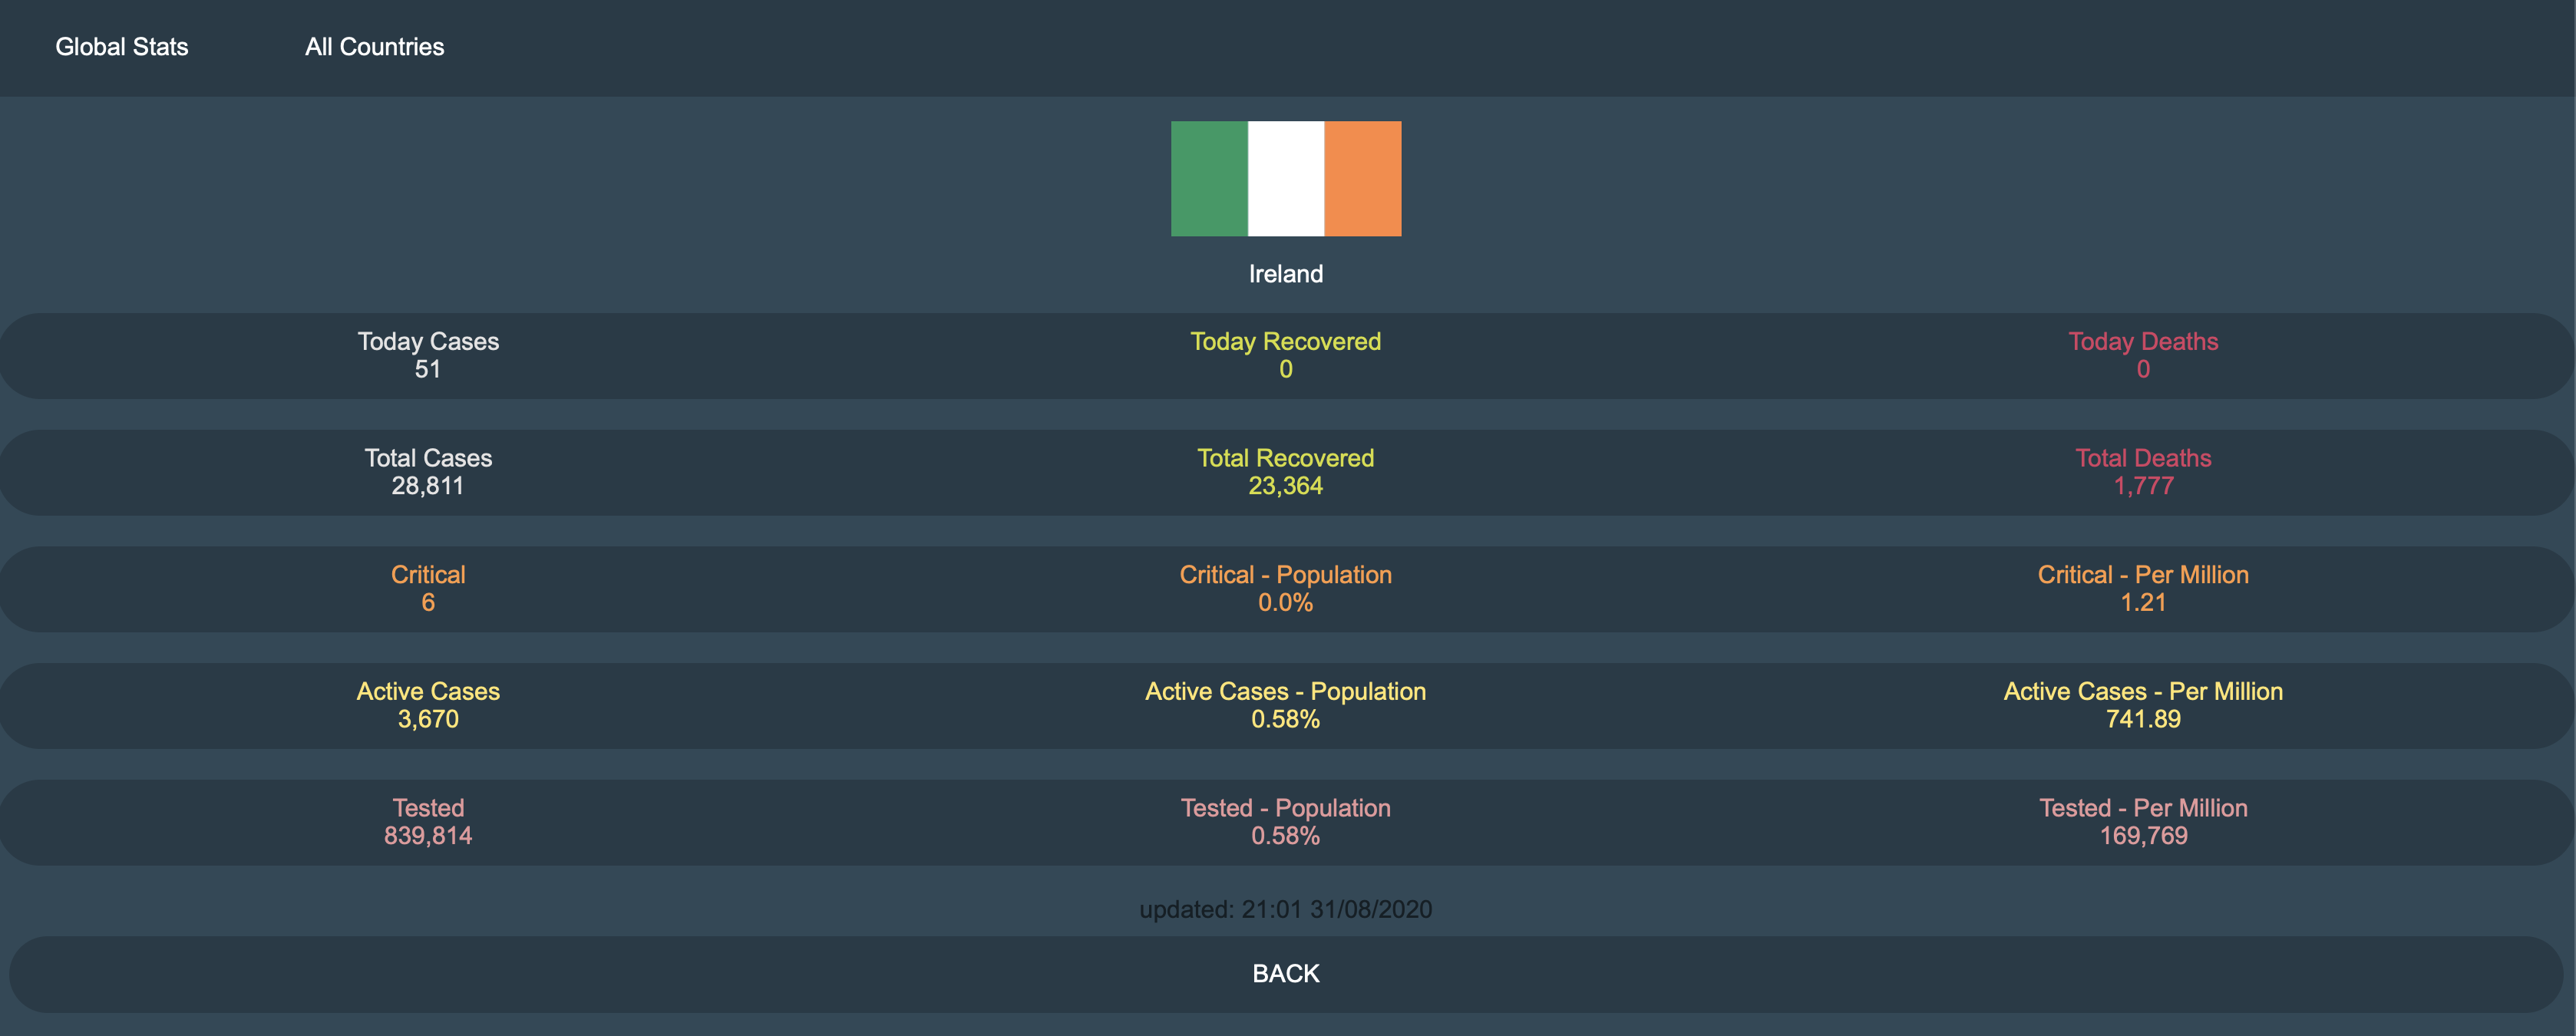 Global Stats All Countries
Ireland
Today Cases Today Recovered Today Deaths
51 0 0
Total Cases Total Recovered Total Deaths
28,811 23,364 1,777
Critical Critical - Population Critical - Per Million
6 0.0% 1.21
Active Cases Active Cases - Population Active Cases - Per Million
3,670 0.58% 741.89
Tested Tested - Population Tested - Per Million
839,814 0.58% 169,769
updated: 21:01 31/08/2020
BACK